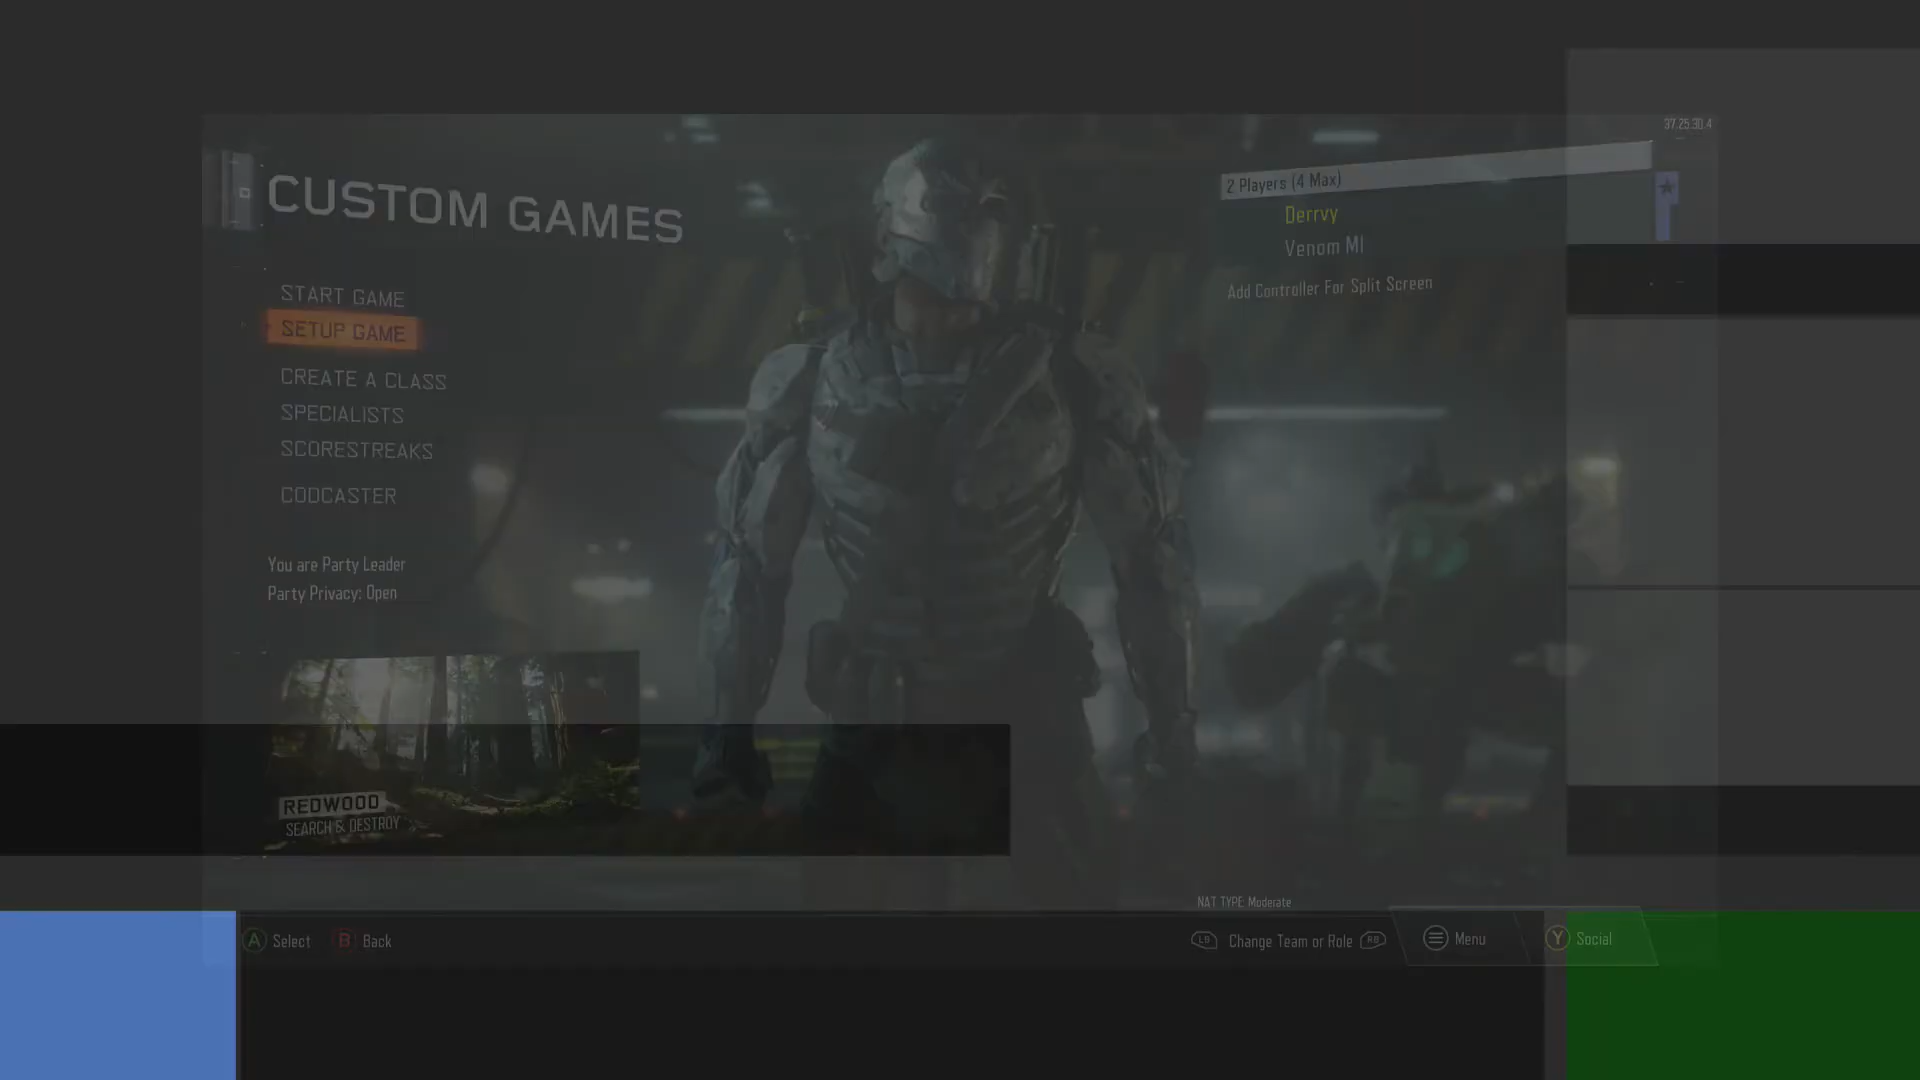 37.25.30.4
CUSTOM GAMES
2 Players (4 Max)
Derrvy
Venom MI
Add Controller For Split Screen
START GAME
SETUP GAME
CREATE A CLASS
SPECIALISTS
SCORESTREAKS
CODCASTER
You are Party Leader
Party Privacy: Open
REDWOOD
SEARCH & DESTROY
NAT TYPE: Moderate
A Select B Back LB Change Team or Role RB Menu Y Social